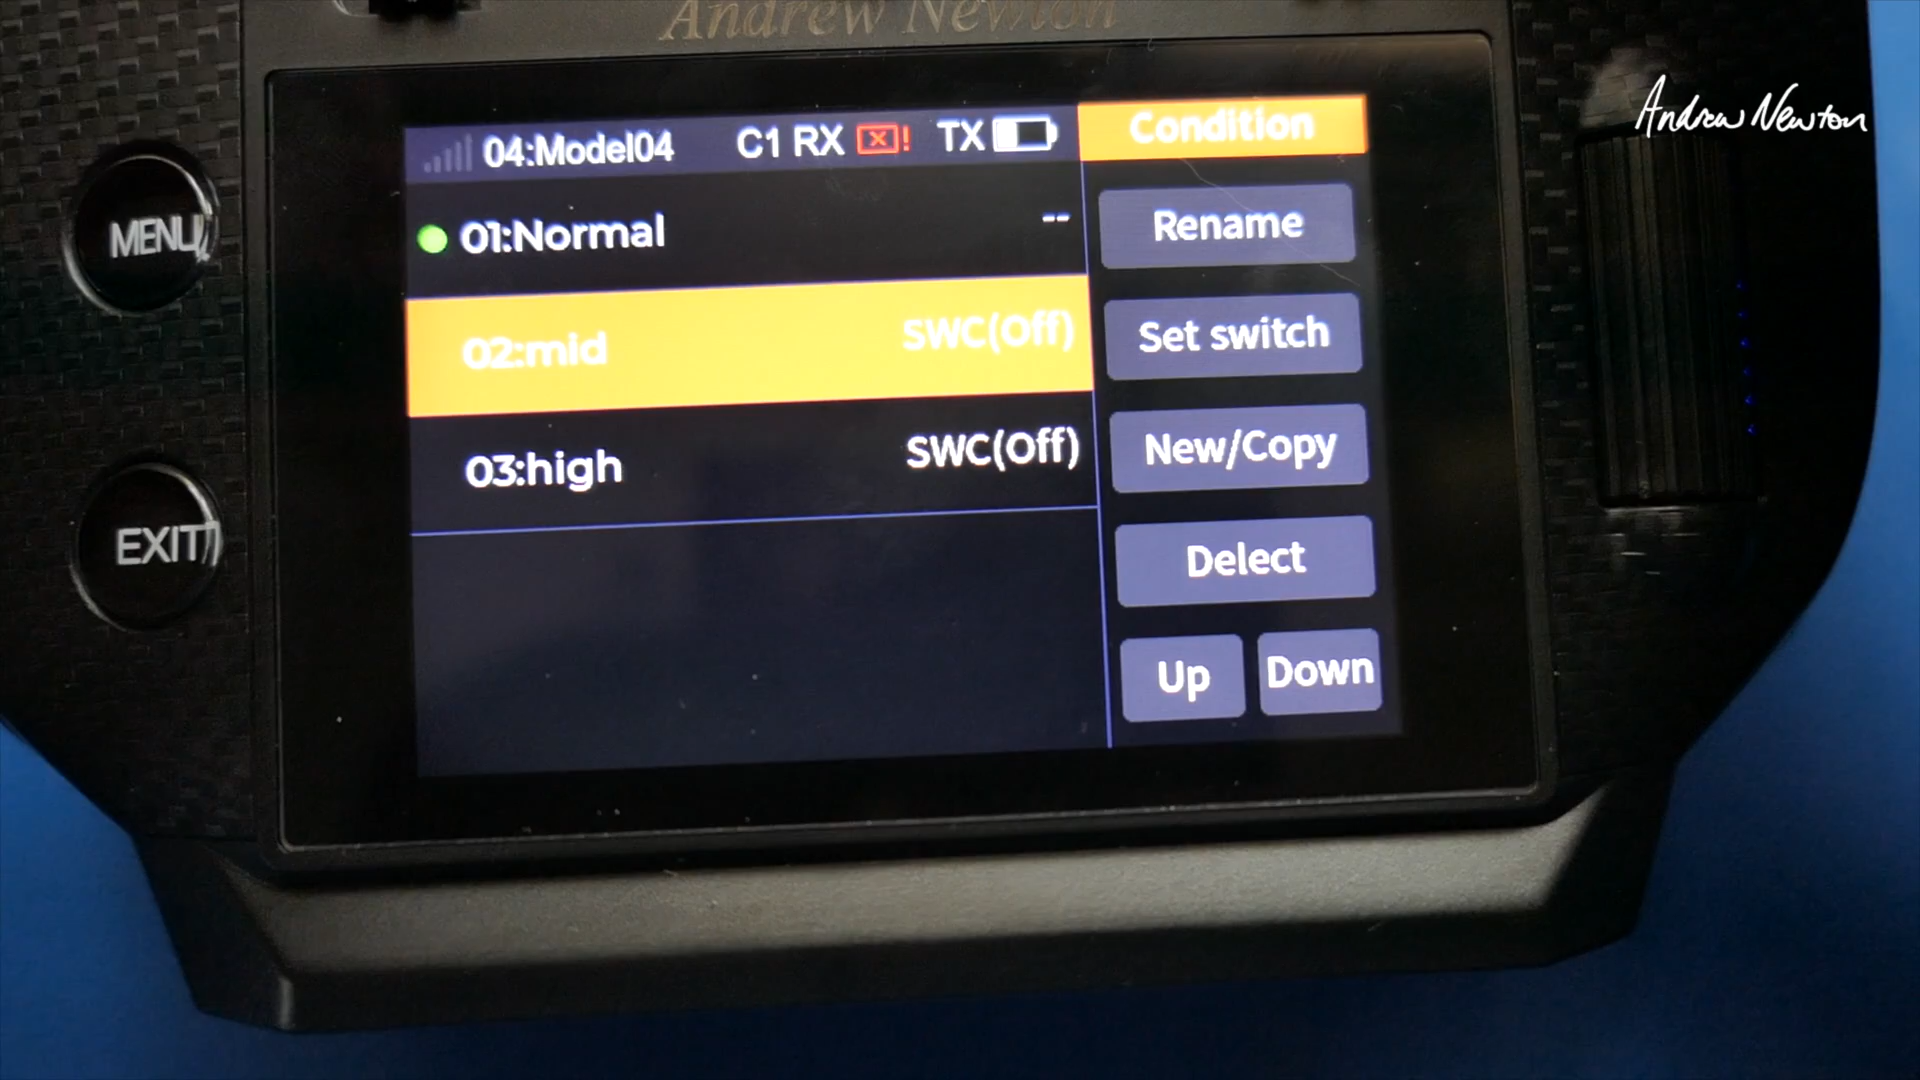 Andrew Newton
Andrew Newton
04:Model04 C1 RX ! TX
Condition
01:Normal --
02:mid SWC(Off)
03:high SWC(Off)
Rename
Set switch
New/Copy
Delect
Up Down
MENU
EXIT